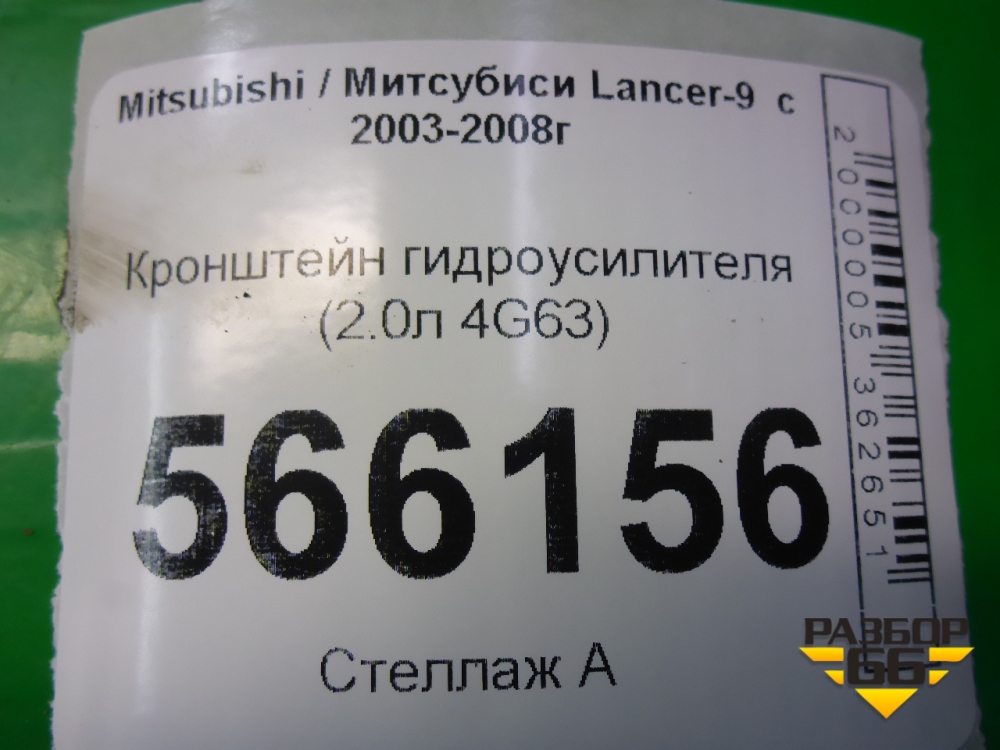 Mitsubishi / Митсубиси Lancer-9 с
2003-2008г
Кронштейн гидроусилителя
(2.0л 4G63)
566156
Стеллаж А
2000005362651
РАЗБОР
66